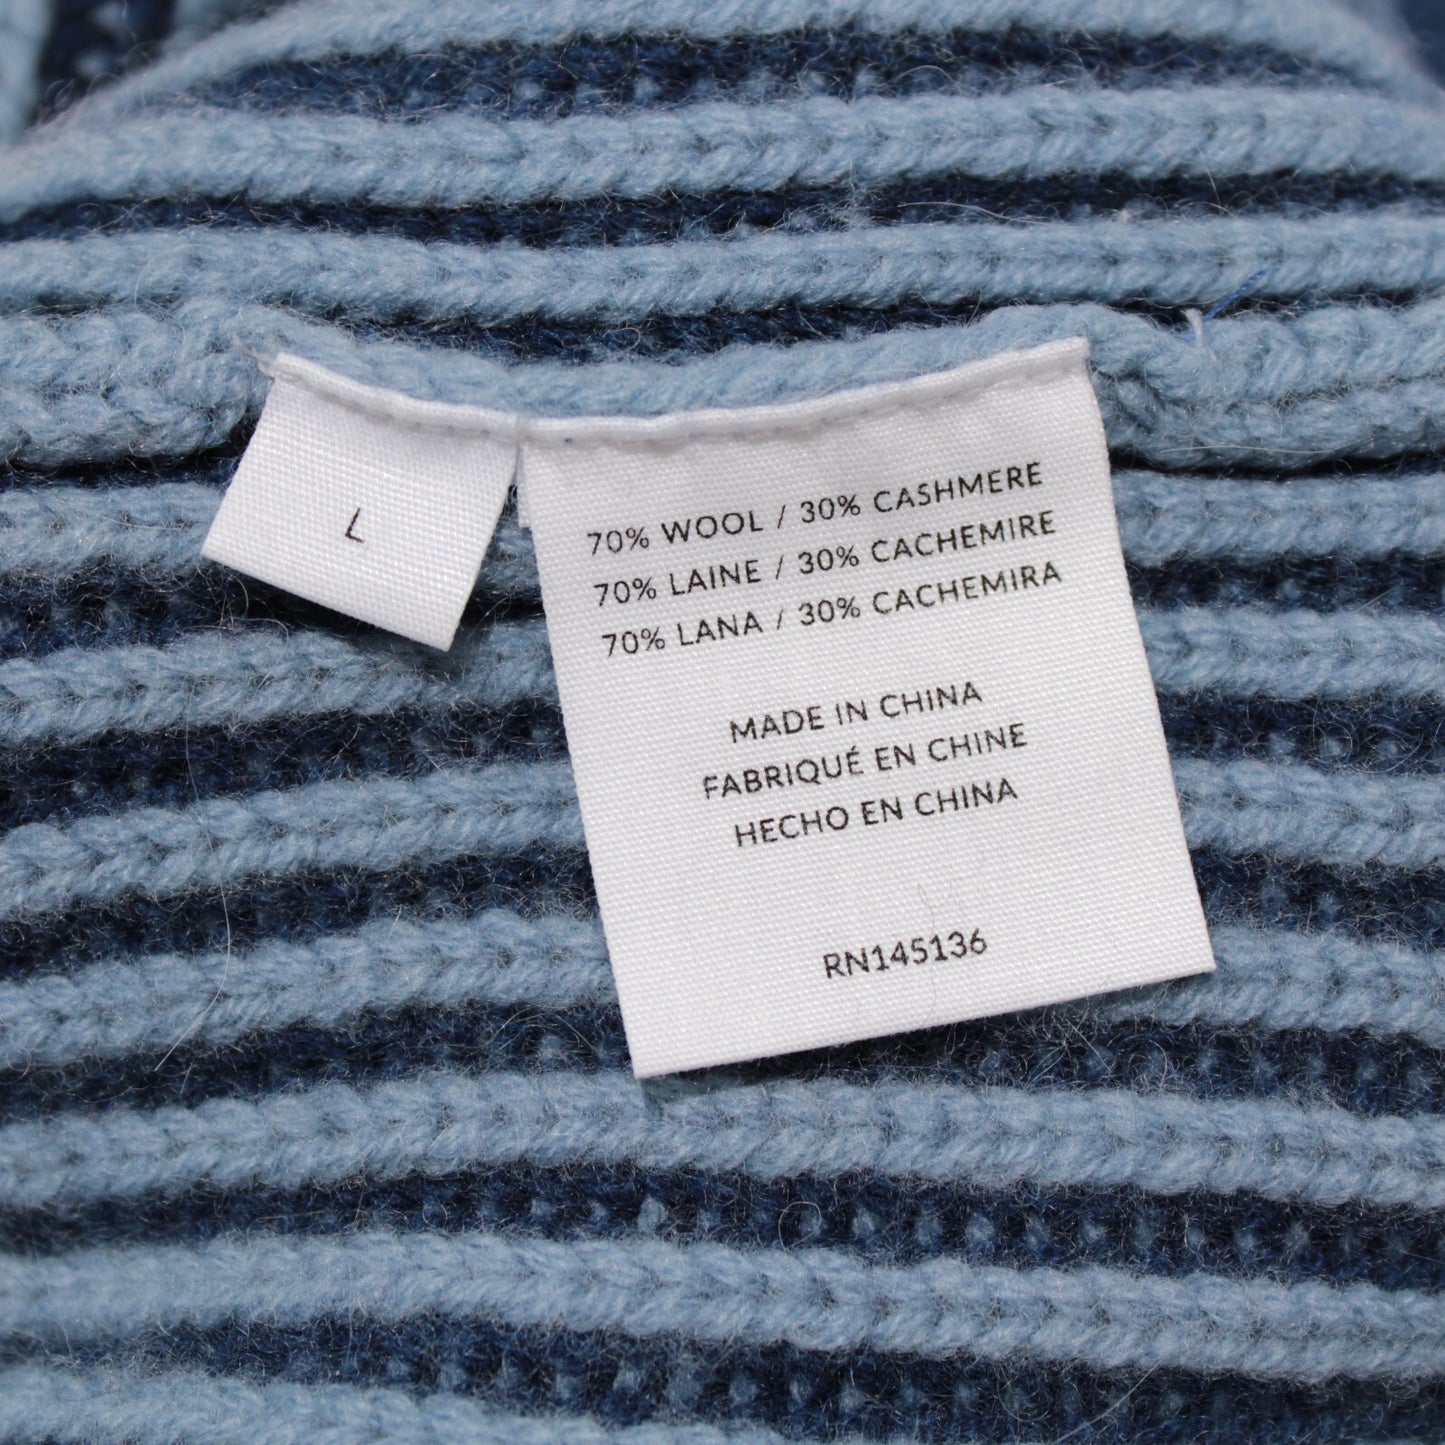 L
70% WOOL / 30% CASHMERE
70% LAINE / 30% CACHEMIRE
70% LANA / 30% CACHEMIRA
MADE IN CHINA
FABRIQUÉ EN CHINE
HECHO EN CHINA
RN145136